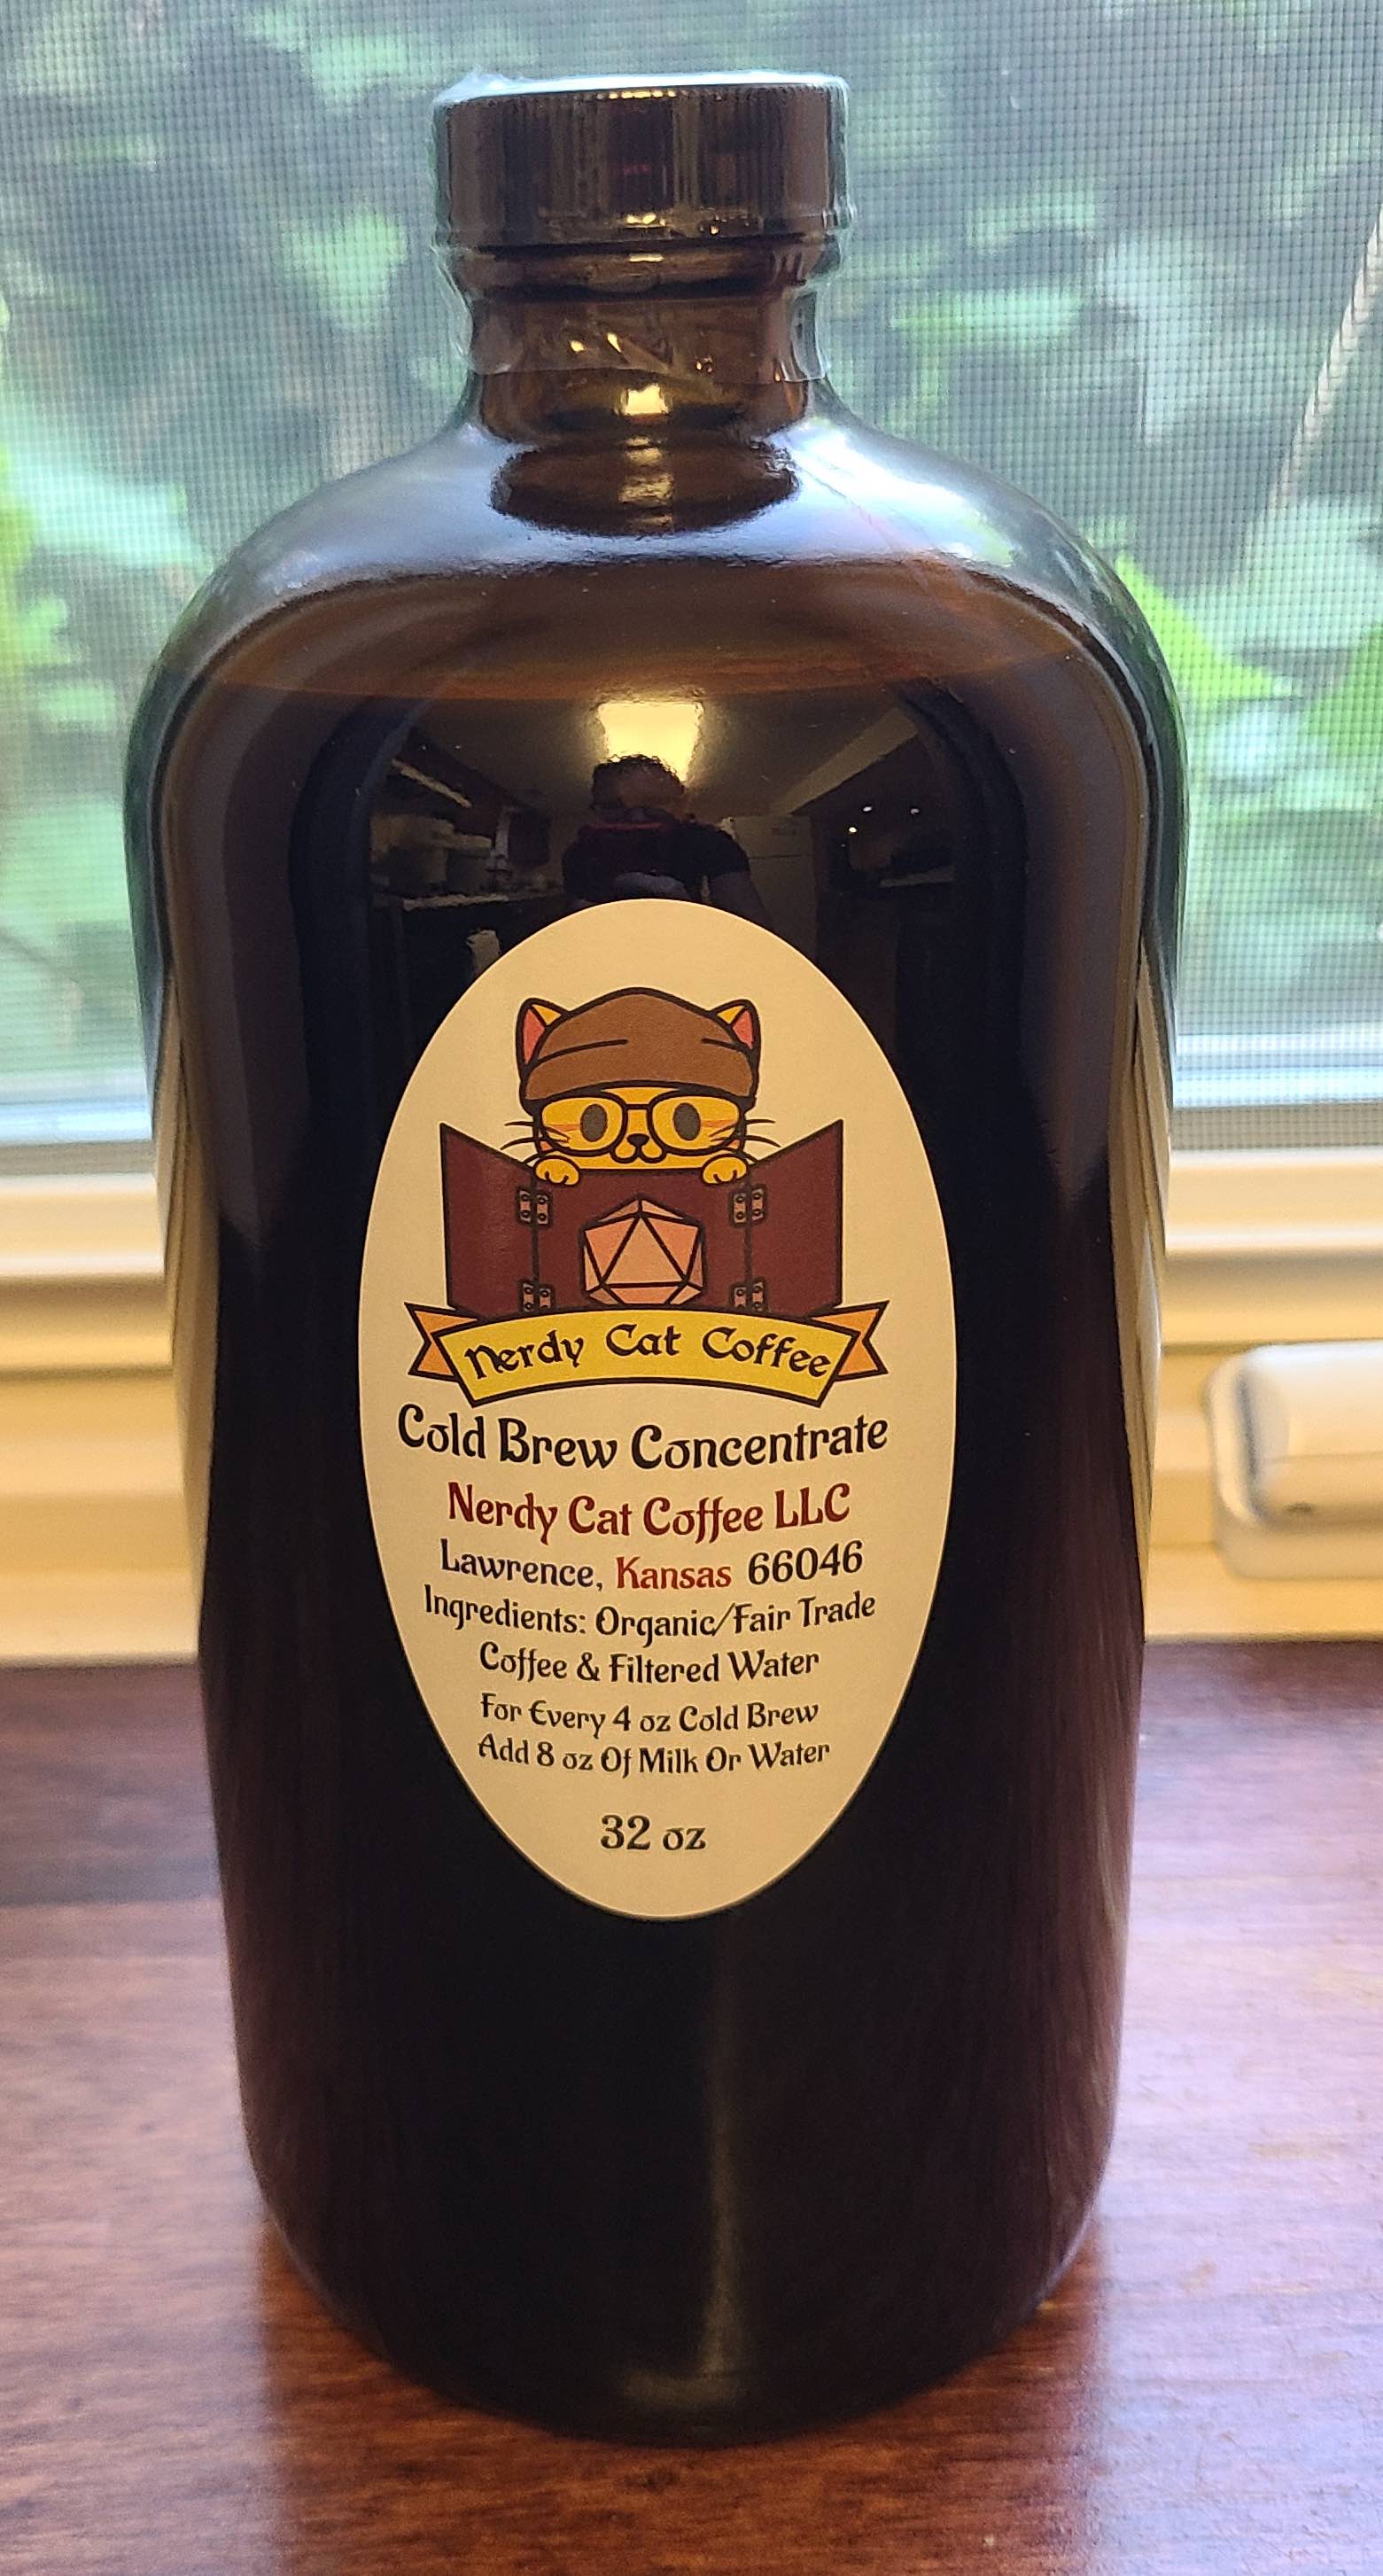 Nerdy Cat Coffee
Cold Brew Concentrate
Nerdy Cat Coffee LLC
Lawrence, Kansas 66046
Ingredients: Organic/Fair Trade
Coffee & Filtered Water
For Every 4 oz Cold Brew
Add 8 oz Of Milk Or Water
32 oz